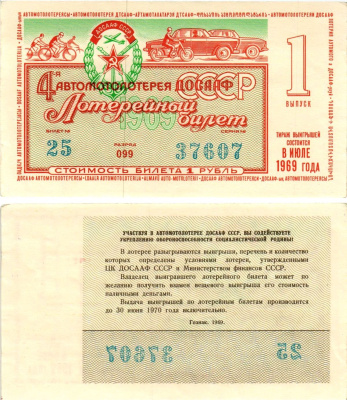 ДОСААФ СССР
4-я АВТОМОТОЛОТЕРЕЯ ДОСААФ СССР
1969
Лотерейный билет
БИЛЕТ № РАЗРЯД СЕРИЯ №
25 099 37607
СТОИМОСТЬ БИЛЕТА 1 РУБЛЬ
1
ВЫПУСК
ТИРАЖ ВЫИГРЫШЕЙ
СОСТОИТСЯ
В ИЮЛЕ
1969 ГОДА
УЧАСТВУЯ В АВТОМОТОЛОТЕРЕЕ ДОСААФ СССР, ВЫ СОДЕЙСТВУЕТЕ
УКРЕПЛЕНИЮ ОБОРОНОСПОСОБНОСТИ СОЦИАЛИСТИЧЕСКОЙ РОДИНЫ!
В лотерее разыгрываются выигрыши, перечень и количество
которых определены условиями лотереи, утвержденными
ЦК ДОСААФ СССР и Министерством финансов СССР.
Владелец выигравшего лотерейного билета может по
желанию получить взамен вещевого выигрыша его стоимость
наличными деньгами.
Выдача выигрышей по лотерейным билетам производится
до 30 июня 1970 года включительно.
Гознак. 1969.
37607 25